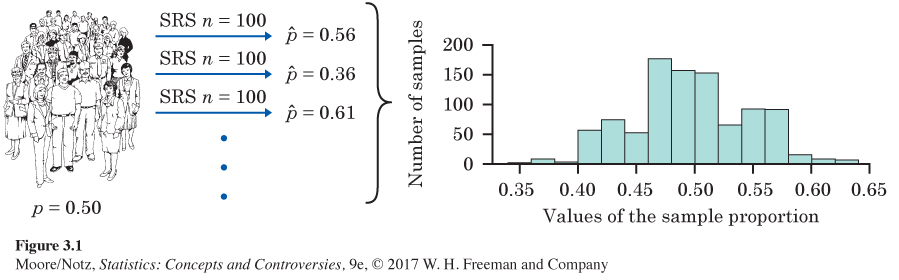 SRS n = 100
p̂ = 0.56
SRS n = 100
p̂ = 0.36
SRS n = 100
p̂ = 0.61
p = 0.50
Number of samples
200
150
100
50
0
0.35 0.40 0.45 0.50 0.55 0.60 0.65
Values of the sample proportion
Figure 3.1
Moore/Notz, Statistics: Concepts and Controversies, 9e, © 2017 W. H. Freeman and Company